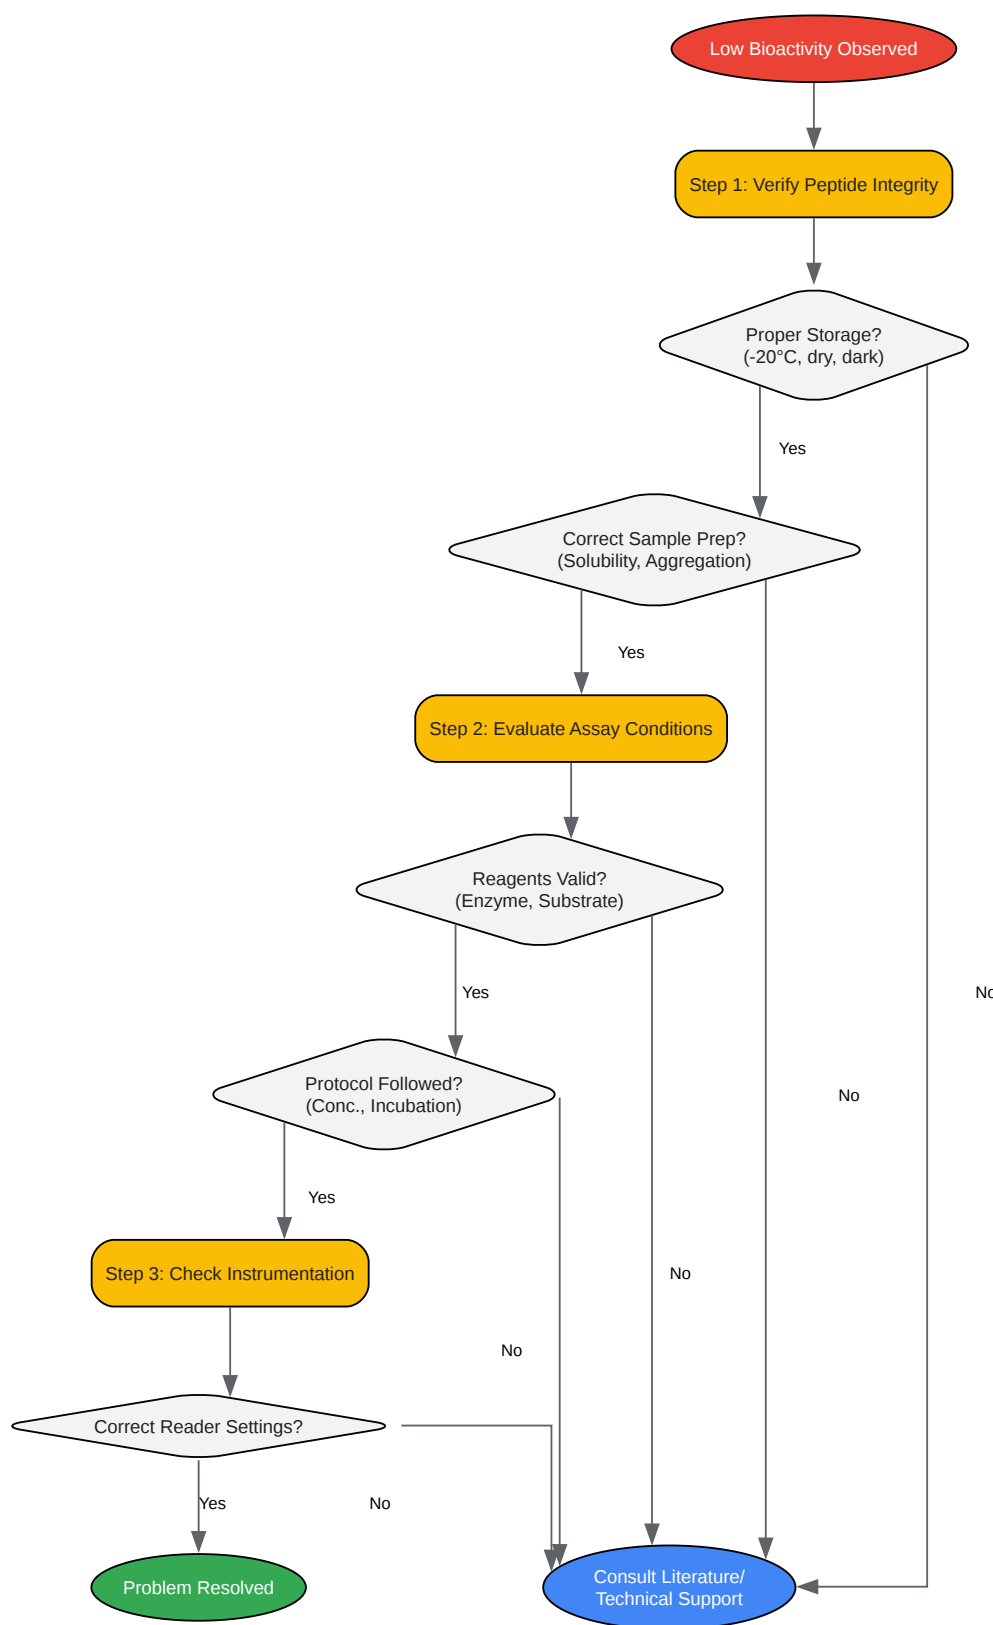 Low Bioactivity Observed
Step 1: Verify Peptide Integrity
Proper Storage?
(-20°C, dry, dark)
Yes
Correct Sample Prep?
(Solubility, Aggregation)
Yes
Step 2: Evaluate Assay Conditions
Reagents Valid?
(Enzyme, Substrate)
Yes
No
Protocol Followed?
(Conc., Incubation)
No
Yes
Step 3: Check Instrumentation
No
No
Correct Reader Settings?
Yes
No
Problem Resolved
Consult Literature/
Technical Support